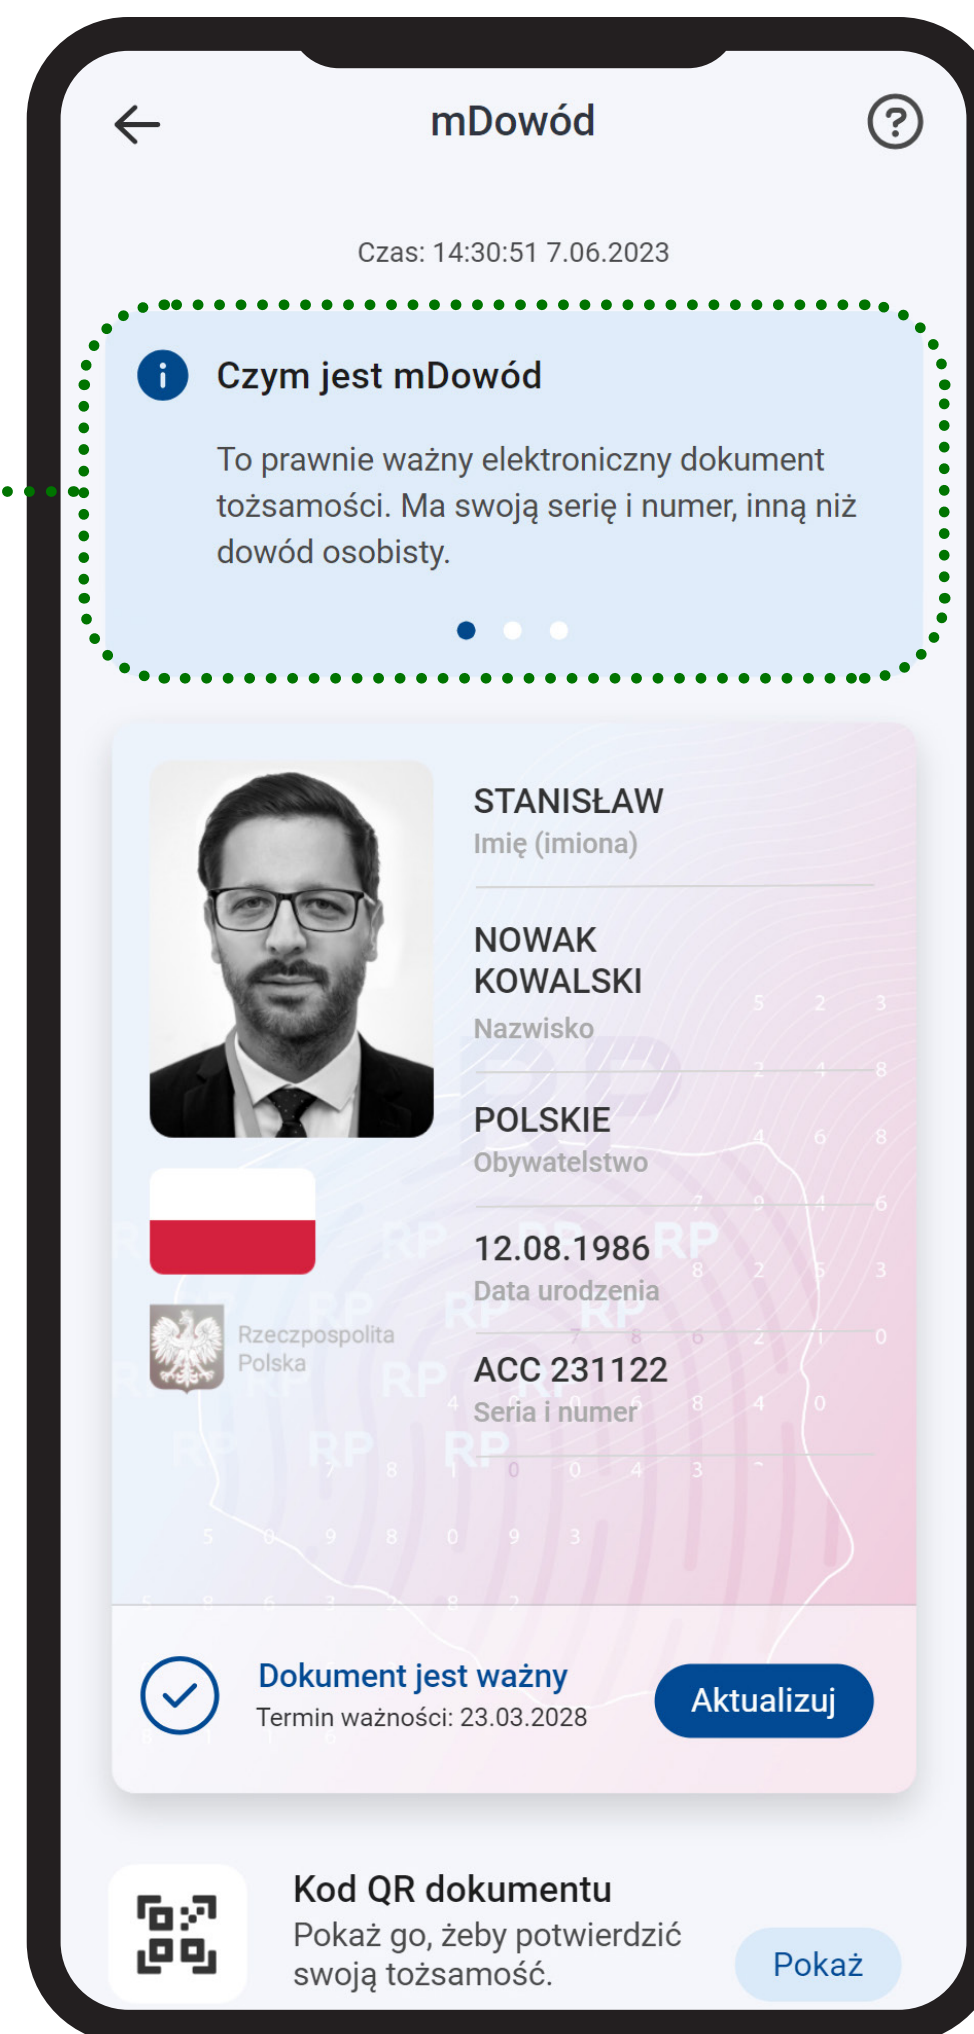 mDowód
Czas: 14:30:51 7.06.2023
Czym jest mDowód
To prawnie ważny elektroniczny dokument
tożsamości. Ma swoją serię i numer, inną niż
dowód osobisty.
STANISŁAW
Imię (imiona)
NOWAK
KOWALSKI
Nazwisko
POLSKIE
Obywatelstwo
12.08.1986
Data urodzenia
Rzeczpospolita
Polska
ACC 231122
Seria i numer
Dokument jest ważny
Termin ważności: 23.03.2028
Aktualizuj
Kod QR dokumentu
Pokaż go, żeby potwierdzić
swoją tożsamość.
Pokaż